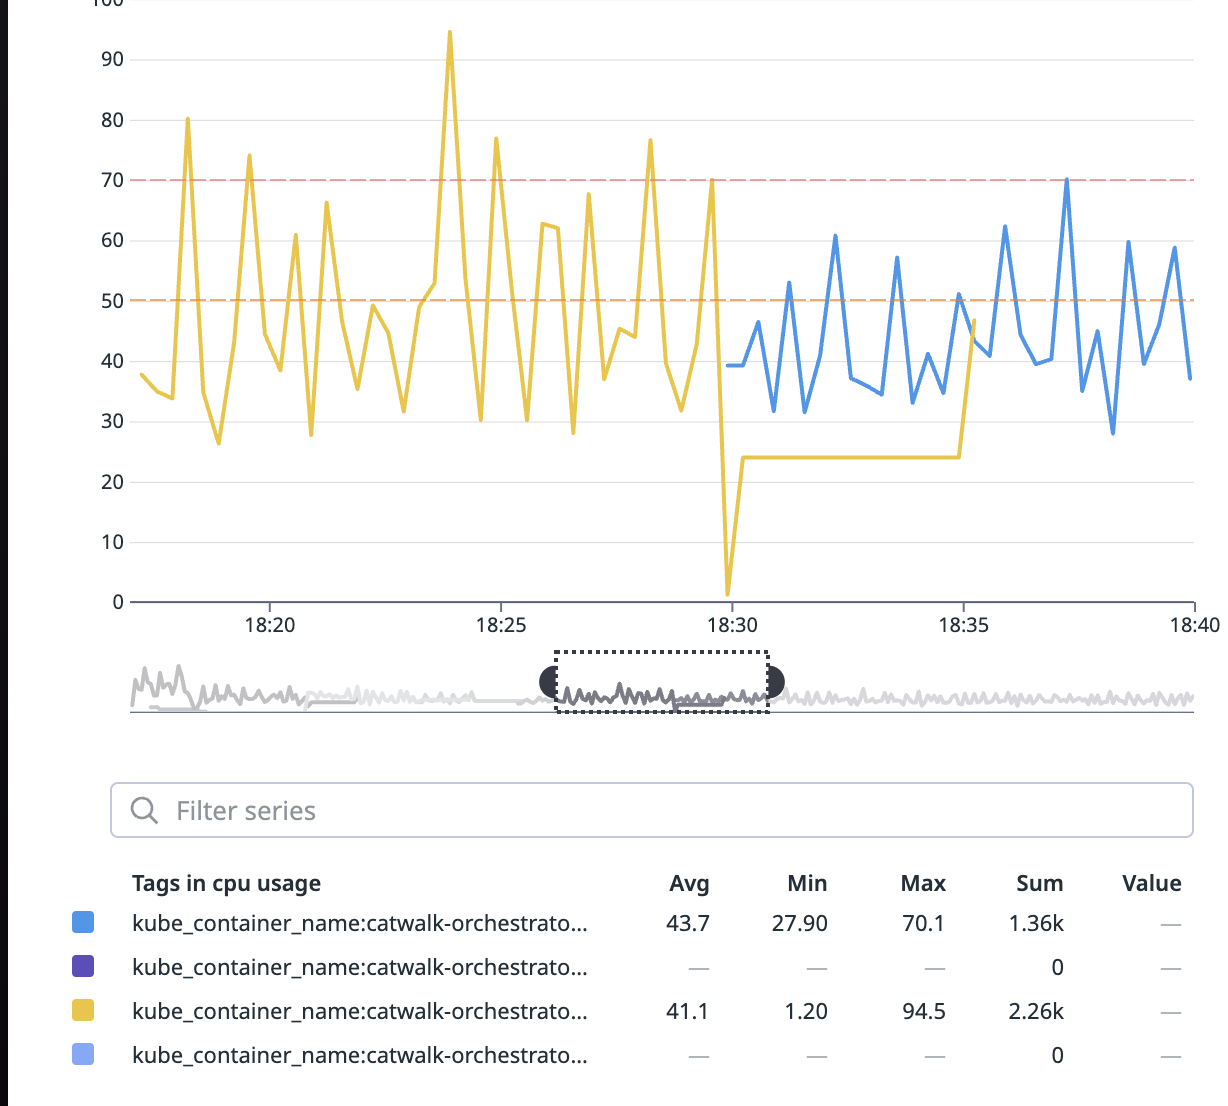 100
90
80
70
60
50
40
30
20
10
0
18:20 18:25 18:30 18:35 18:40
Filter series
Tags in cpu usage Avg Min Max Sum Value
kube_container_name:catwalk-orchestrato... 43.7 27.90 70.1 1.36k —
kube_container_name:catwalk-orchestrato... — — — 0 —
kube_container_name:catwalk-orchestrato... 41.1 1.20 94.5 2.26k —
kube_container_name:catwalk-orchestrato... — — — 0 —